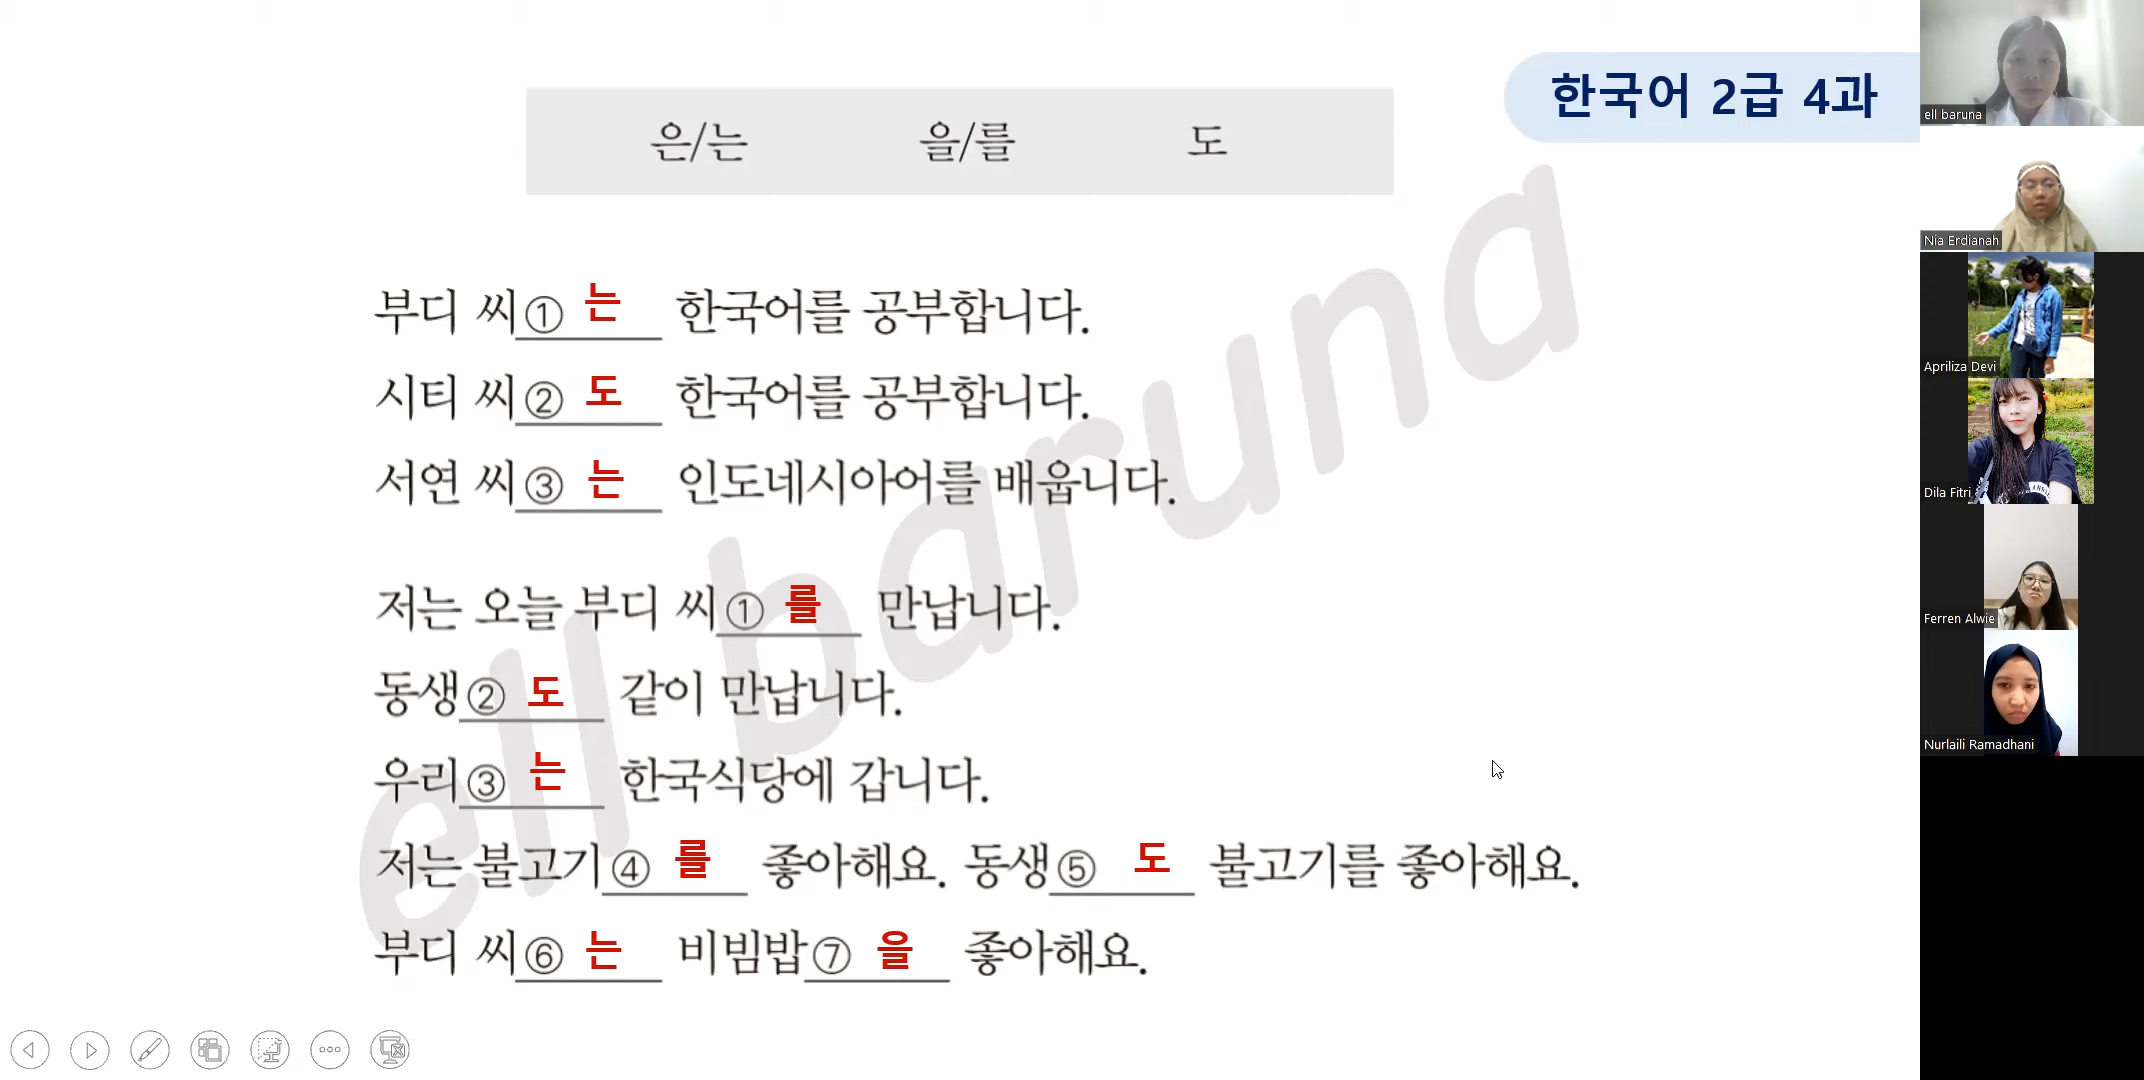 한국어 2급 4과
은/는 을/를 도
부디 씨① 는 한국어를 공부합니다.
시티 씨② 도 한국어를 공부합니다.
서연 씨③ 는 인도네시아어를 배웁니다.
저는 오늘 부디 씨① 를 만납니다.
동생② 도 같이 만납니다.
우리③ 는 한국식당에 갑니다.
저는 불고기④ 를 좋아해요. 동생⑤ 도 불고기를 좋아해요.
부디 씨⑥ 는 비빔밥⑦ 을 좋아해요.
ell baruna
ell baruna
Nia Erdianah
Apriliza Devi
Dila Fitri
Ferren Alwie
Nurlaili Ramadhani